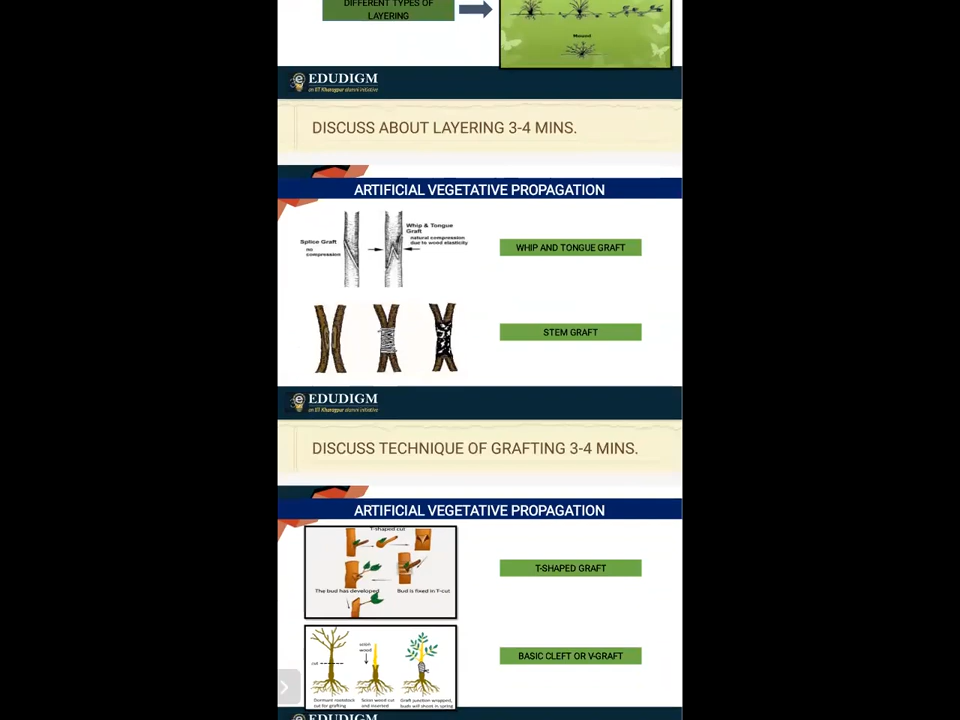 DIFFERENT TYPES OF
LAYERING
Mound
EDUDIGM
an IIT Kharagpur alumni initiative
DISCUSS ABOUT LAYERING 3-4 MINS.
ARTIFICIAL VEGETATIVE PROPAGATION
Splice Graft
no
compression
Whip & Tongue
Graft
natural compression
due to wood elasticity
WHIP AND TONGUE GRAFT
STEM GRAFT
EDUDIGM
an IIT Kharagpur alumni initiative
DISCUSS TECHNIQUE OF GRAFTING 3-4 MINS.
ARTIFICIAL VEGETATIVE PROPAGATION
T-shaped cut
The bud has developed
Bud is fixed in T-cut
T-SHAPED GRAFT
cut
scion
wood
Dormant rootstock
cut for grafting
Scion wood cut
and inserted
Graft junction wrapped,
buds will shoot in spring
BASIC CLEFT OR V-GRAFT
EDUDIGM